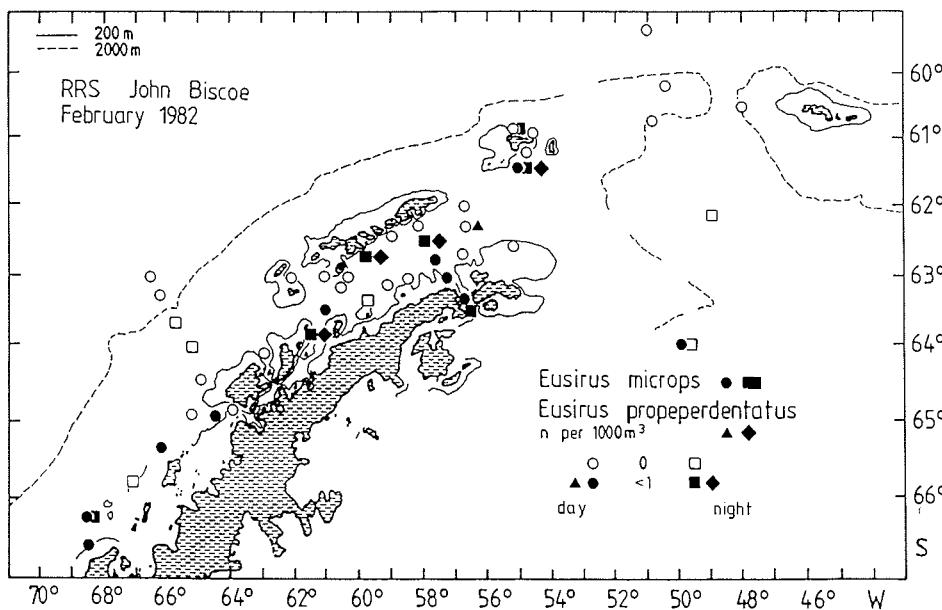 200 m
2000 m
RRS John Biscoe
February 1982
60°
61°
62°
63°
64°
65°
66°
S
Eusirus microps
Eusirus propeperdentatus
n per 1000 m³
0
<1
day night
70° 68° 66° 64° 62° 60° 58° 56° 54° 52° 50° 48° 46° W